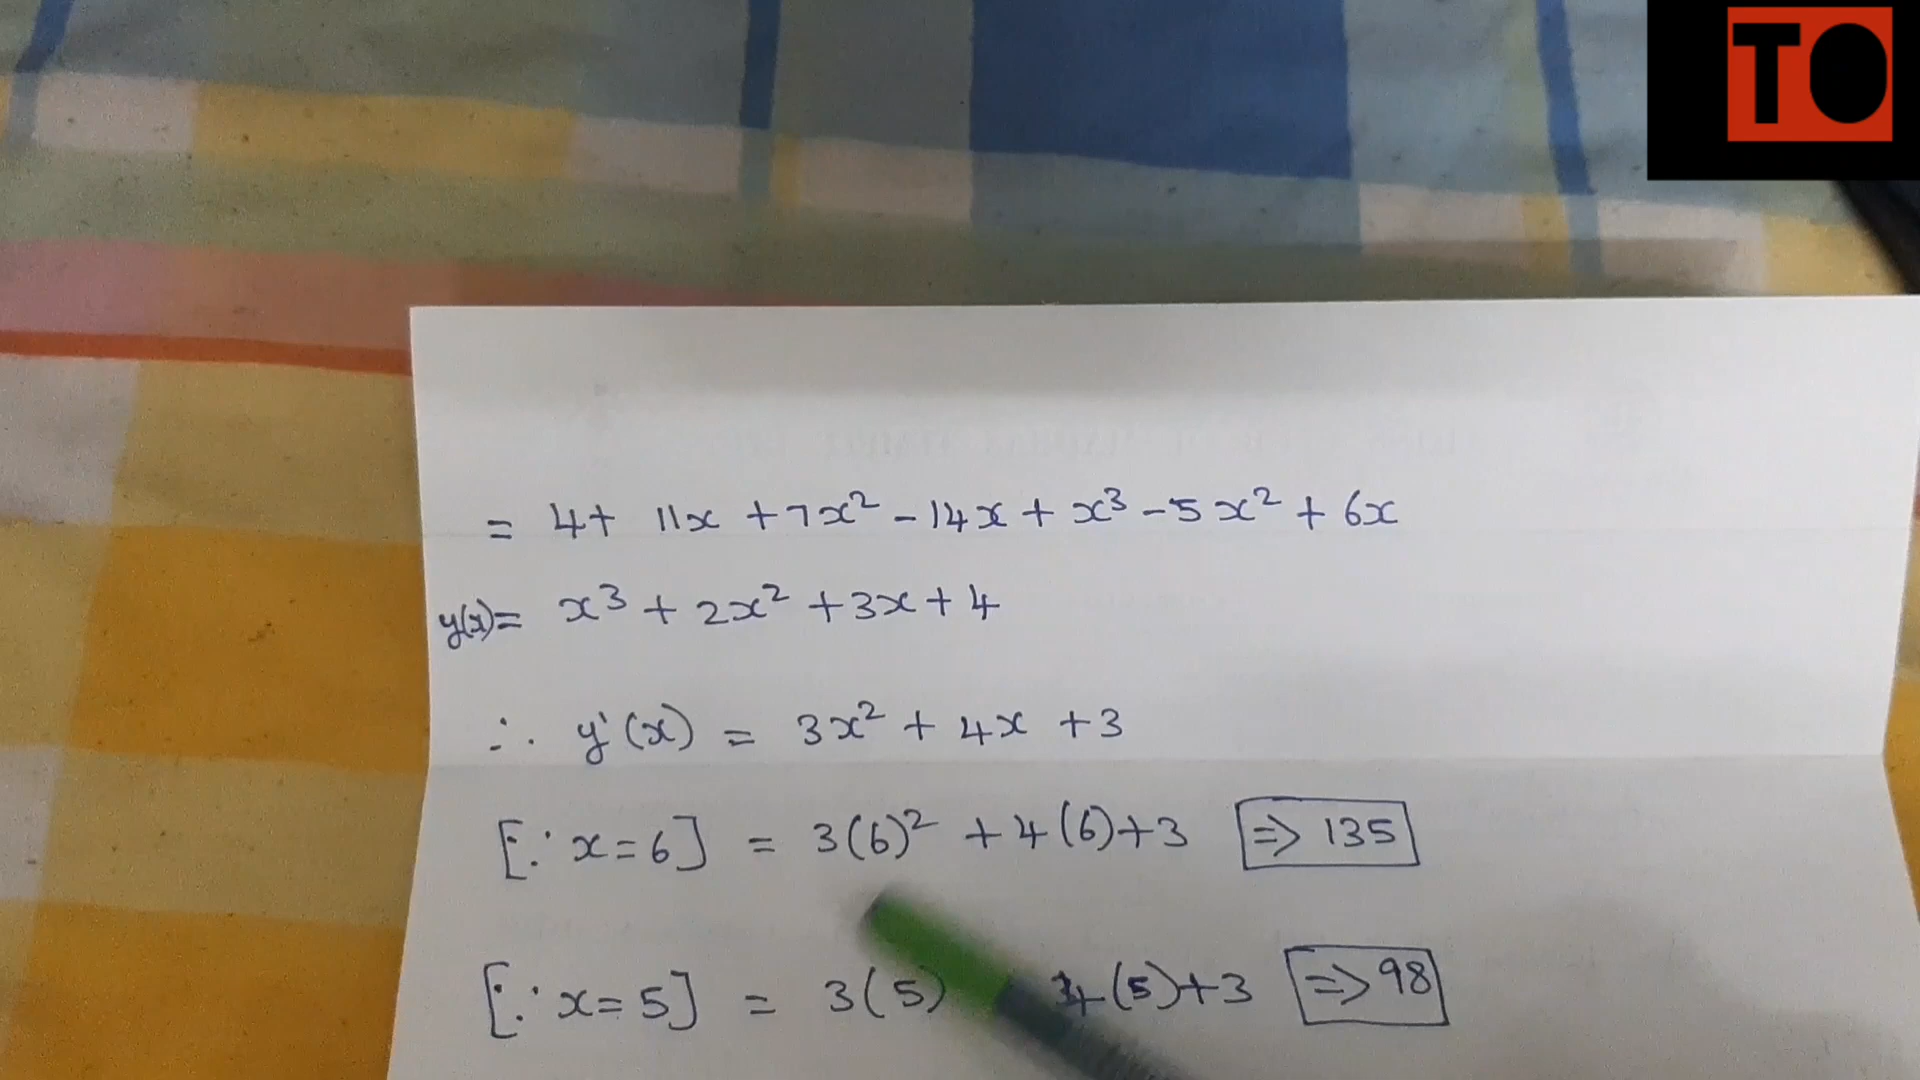 TO
= 4+ 11x +7x² -14x + x³ -5x² + 6x
y(x)= x³ + 2x² +3x + 4
∴ y'(x) = 3x² + 4x +3
[∵ x=6] = 3(6)² +4(6)+3 => 135
[∵ x=5] = 3(5) 4(5)+3 => 98